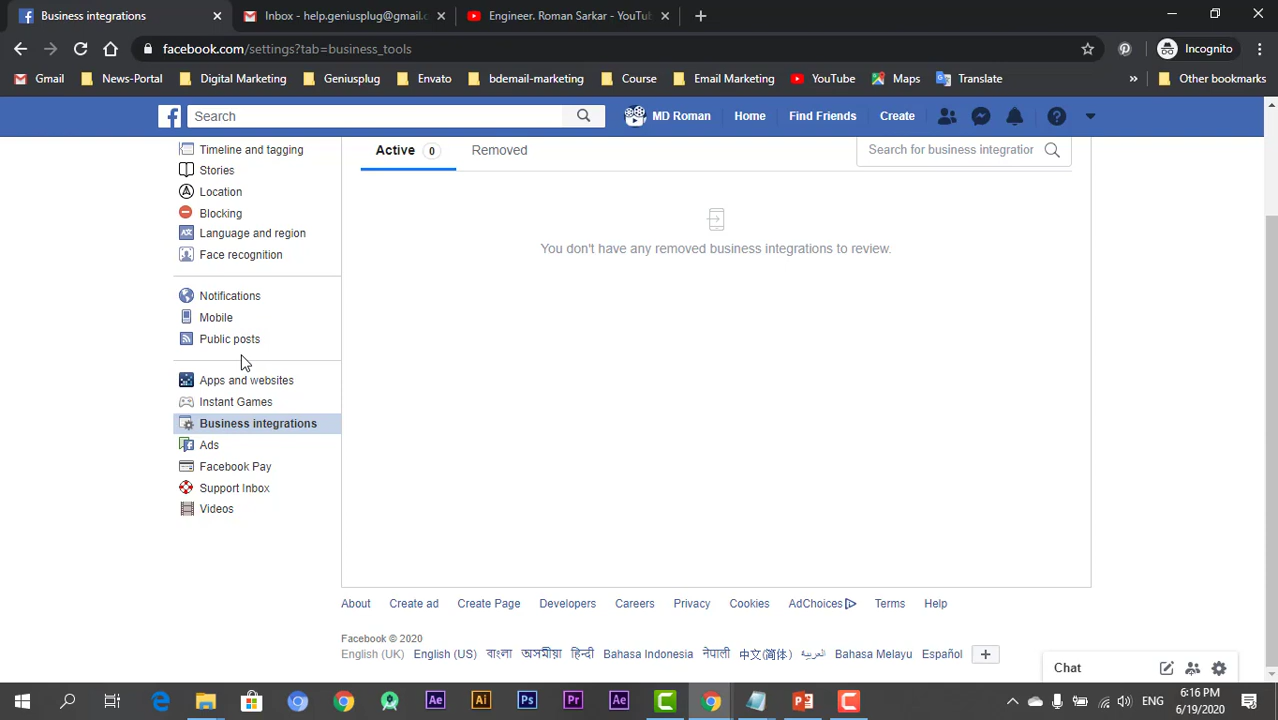 Business integrations
Inbox - help.geniusplug@gmail.c
Engineer. Roman Sarkar - YouTub
facebook.com/settings?tab=business_tools
Incognito
Gmail
News-Portal
Digital Marketing
Geniusplug
Envato
bdemail-marketing
Course
Email Marketing
YouTube
Maps
Translate
»
Other bookmarks
Search
MD Roman
Home
Find Friends
Create
Timeline and tagging
Stories
Location
Blocking
Language and region
Face recognition
Notifications
Mobile
Public posts
Apps and websites
Instant Games
Business integrations
Ads
Facebook Pay
Support Inbox
Videos
Active 0
Removed
Search for business integration
You don't have any removed business integrations to review.
About Create ad Create Page Developers Careers Privacy Cookies AdChoices Terms Help
Facebook © 2020
English (UK) English (US) বাংলা অসমীয়া हिन्दी Bahasa Indonesia नेपाली 中文(简体) العربية Bahasa Melayu Español +
Chat
ENG
6:16 PM
6/19/2020